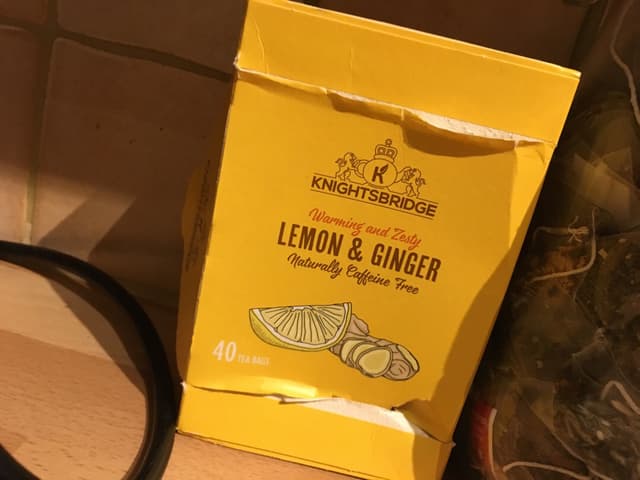 K
KNIGHTSBRIDGE
Warming and Zesty
LEMON & GINGER
Naturally Caffeine Free
40 TEA BAGS